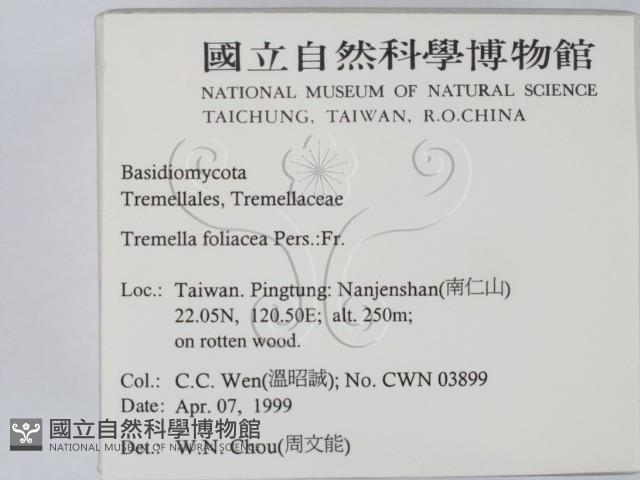 國立自然科學博物館
NATIONAL MUSEUM OF NATURAL SCIENCE
TAICHUNG, TAIWAN, R.O.CHINA
Basidiomycota
Tremellales, Tremellaceae
Tremella foliacea Pers.:Fr.
Loc.: Taiwan. Pingtung: Nanjenshan(南仁山)
22.05N, 120.50E; alt. 250m;
on rotten wood.
Col.: C.C. Wen(溫昭誠); No. CWN 03899
Date: Apr. 07, 1999
Det.: W.N. Chou(周文能)
國立自然科學博物館
NATIONAL MUSEUM OF NATURAL SCIENCE